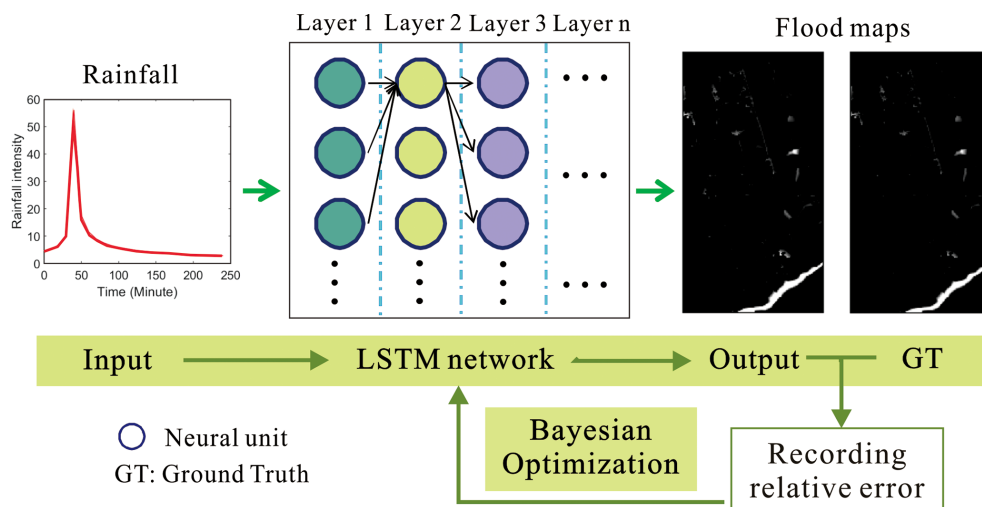 Layer 1 Layer 2 Layer 3 Layer n
Flood maps
Rainfall
Rainfall intensity
60
50
40
30
20
10
0
0 50 100 150 200 250
Time (Minute)
Input
LSTM network
Output
GT
Neural unit
GT: Ground Truth
Bayesian
Optimization
Recording
relative error